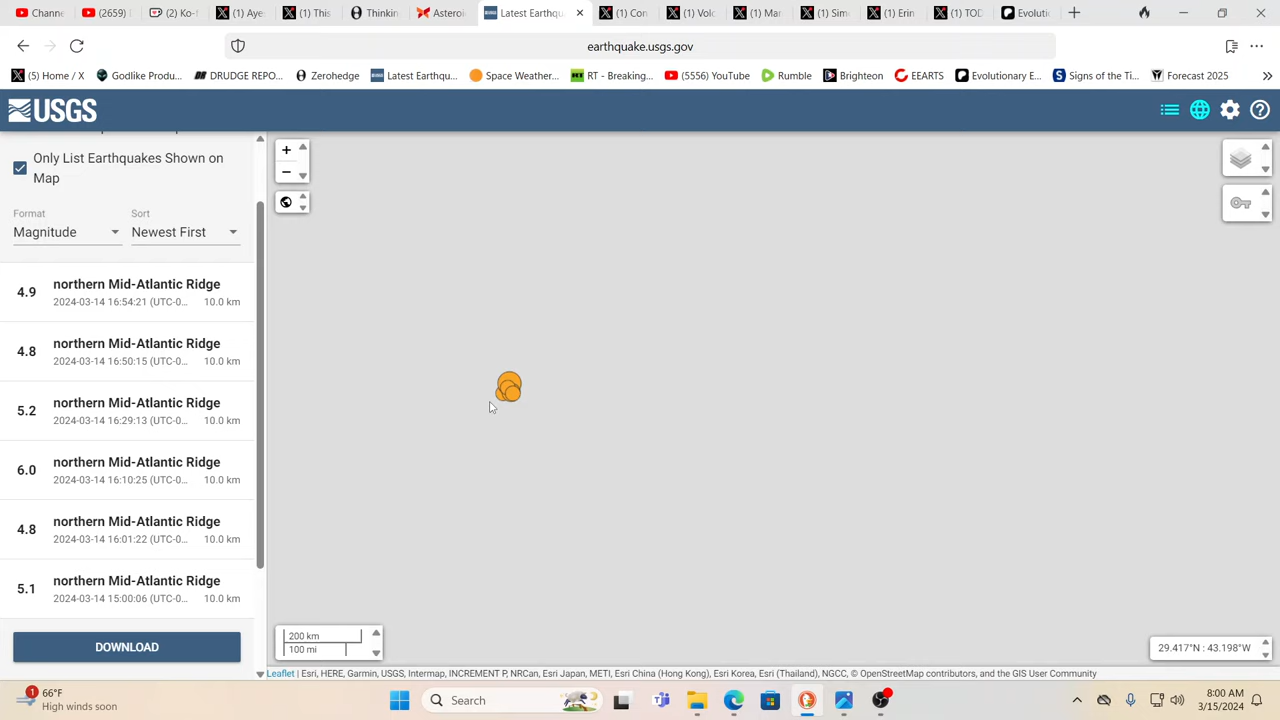 Channe
(2659)
(2) Ko-f
(1) Aye
(1) This
Thinkin
Asteroi
Latest Earthqu
(1) Con
(1) Volc
(1) Mar
(1) Sim
(1) Erin
(1) TOD
Evoluti
earthquake.usgs.gov
(5) Home / X
Godlike Produ...
DRUDGE REPO...
Zerohedge
Latest Earthqu...
Space Weather...
RT - Breaking...
(5556) YouTube
Rumble
Brighteon
EEARTS
Evolutionary E...
Signs of the Ti...
Forecast 2025
USGS
Only List Earthquakes Shown on
Map
Format
Sort
Magnitude
Newest First
4.9
northern Mid-Atlantic Ridge
2024-03-14 16:54:21 (UTC-0...
10.0 km
4.8
northern Mid-Atlantic Ridge
2024-03-14 16:50:15 (UTC-0...
10.0 km
5.2
northern Mid-Atlantic Ridge
2024-03-14 16:29:13 (UTC-0...
10.0 km
6.0
northern Mid-Atlantic Ridge
2024-03-14 16:10:25 (UTC-0...
10.0 km
4.8
northern Mid-Atlantic Ridge
2024-03-14 16:01:22 (UTC-0...
10.0 km
5.1
northern Mid-Atlantic Ridge
2024-03-14 15:00:06 (UTC-0...
10.0 km
DOWNLOAD
200 km
100 mi
29.417°N : 43.198°W
Leaflet | Esri, HERE, Garmin, USGS, Intermap, INCREMENT P, NRCan, Esri Japan, METI, Esri China (Hong Kong), Esri Korea, Esri (Thailand), NGCC, © OpenStreetMap contributors, and the GIS User Community
1
66°F
High winds soon
Search
8:00 AM
3/15/2024